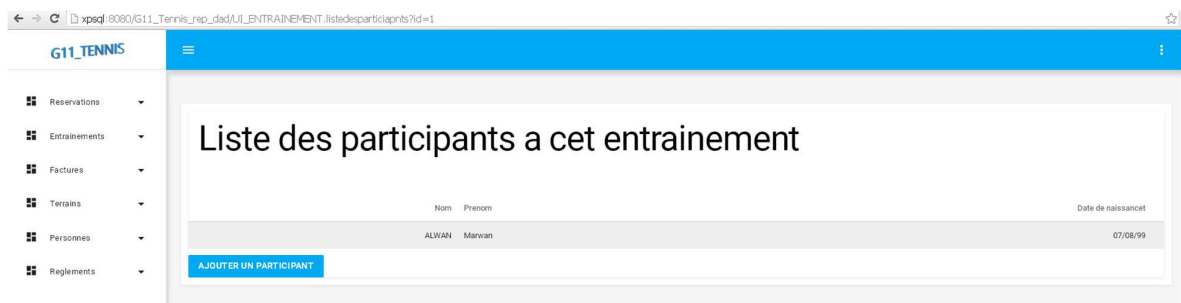 xpsql:8080/G11_Tennis_rep_dad/UI_ENTRAINEMENT.listedesparticiapnts?id=1
G11_TENNIS
Reservations
Entrainements
Factures
Terrains
Personnes
Reglements
Liste des participants a cet entrainement
Nom Prenom Date de naissancet
ALWAN Marwan 07/08/99
AJOUTER UN PARTICIPANT